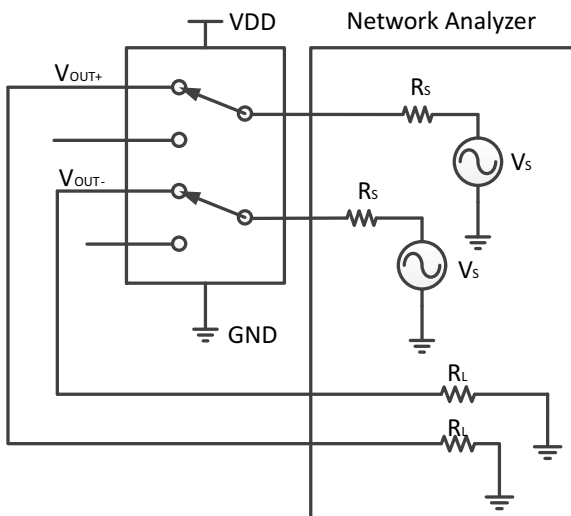 Network Analyzer
VDD
VOUT+
RS
VS
VOUT-
RS
VS
GND
RL
RL